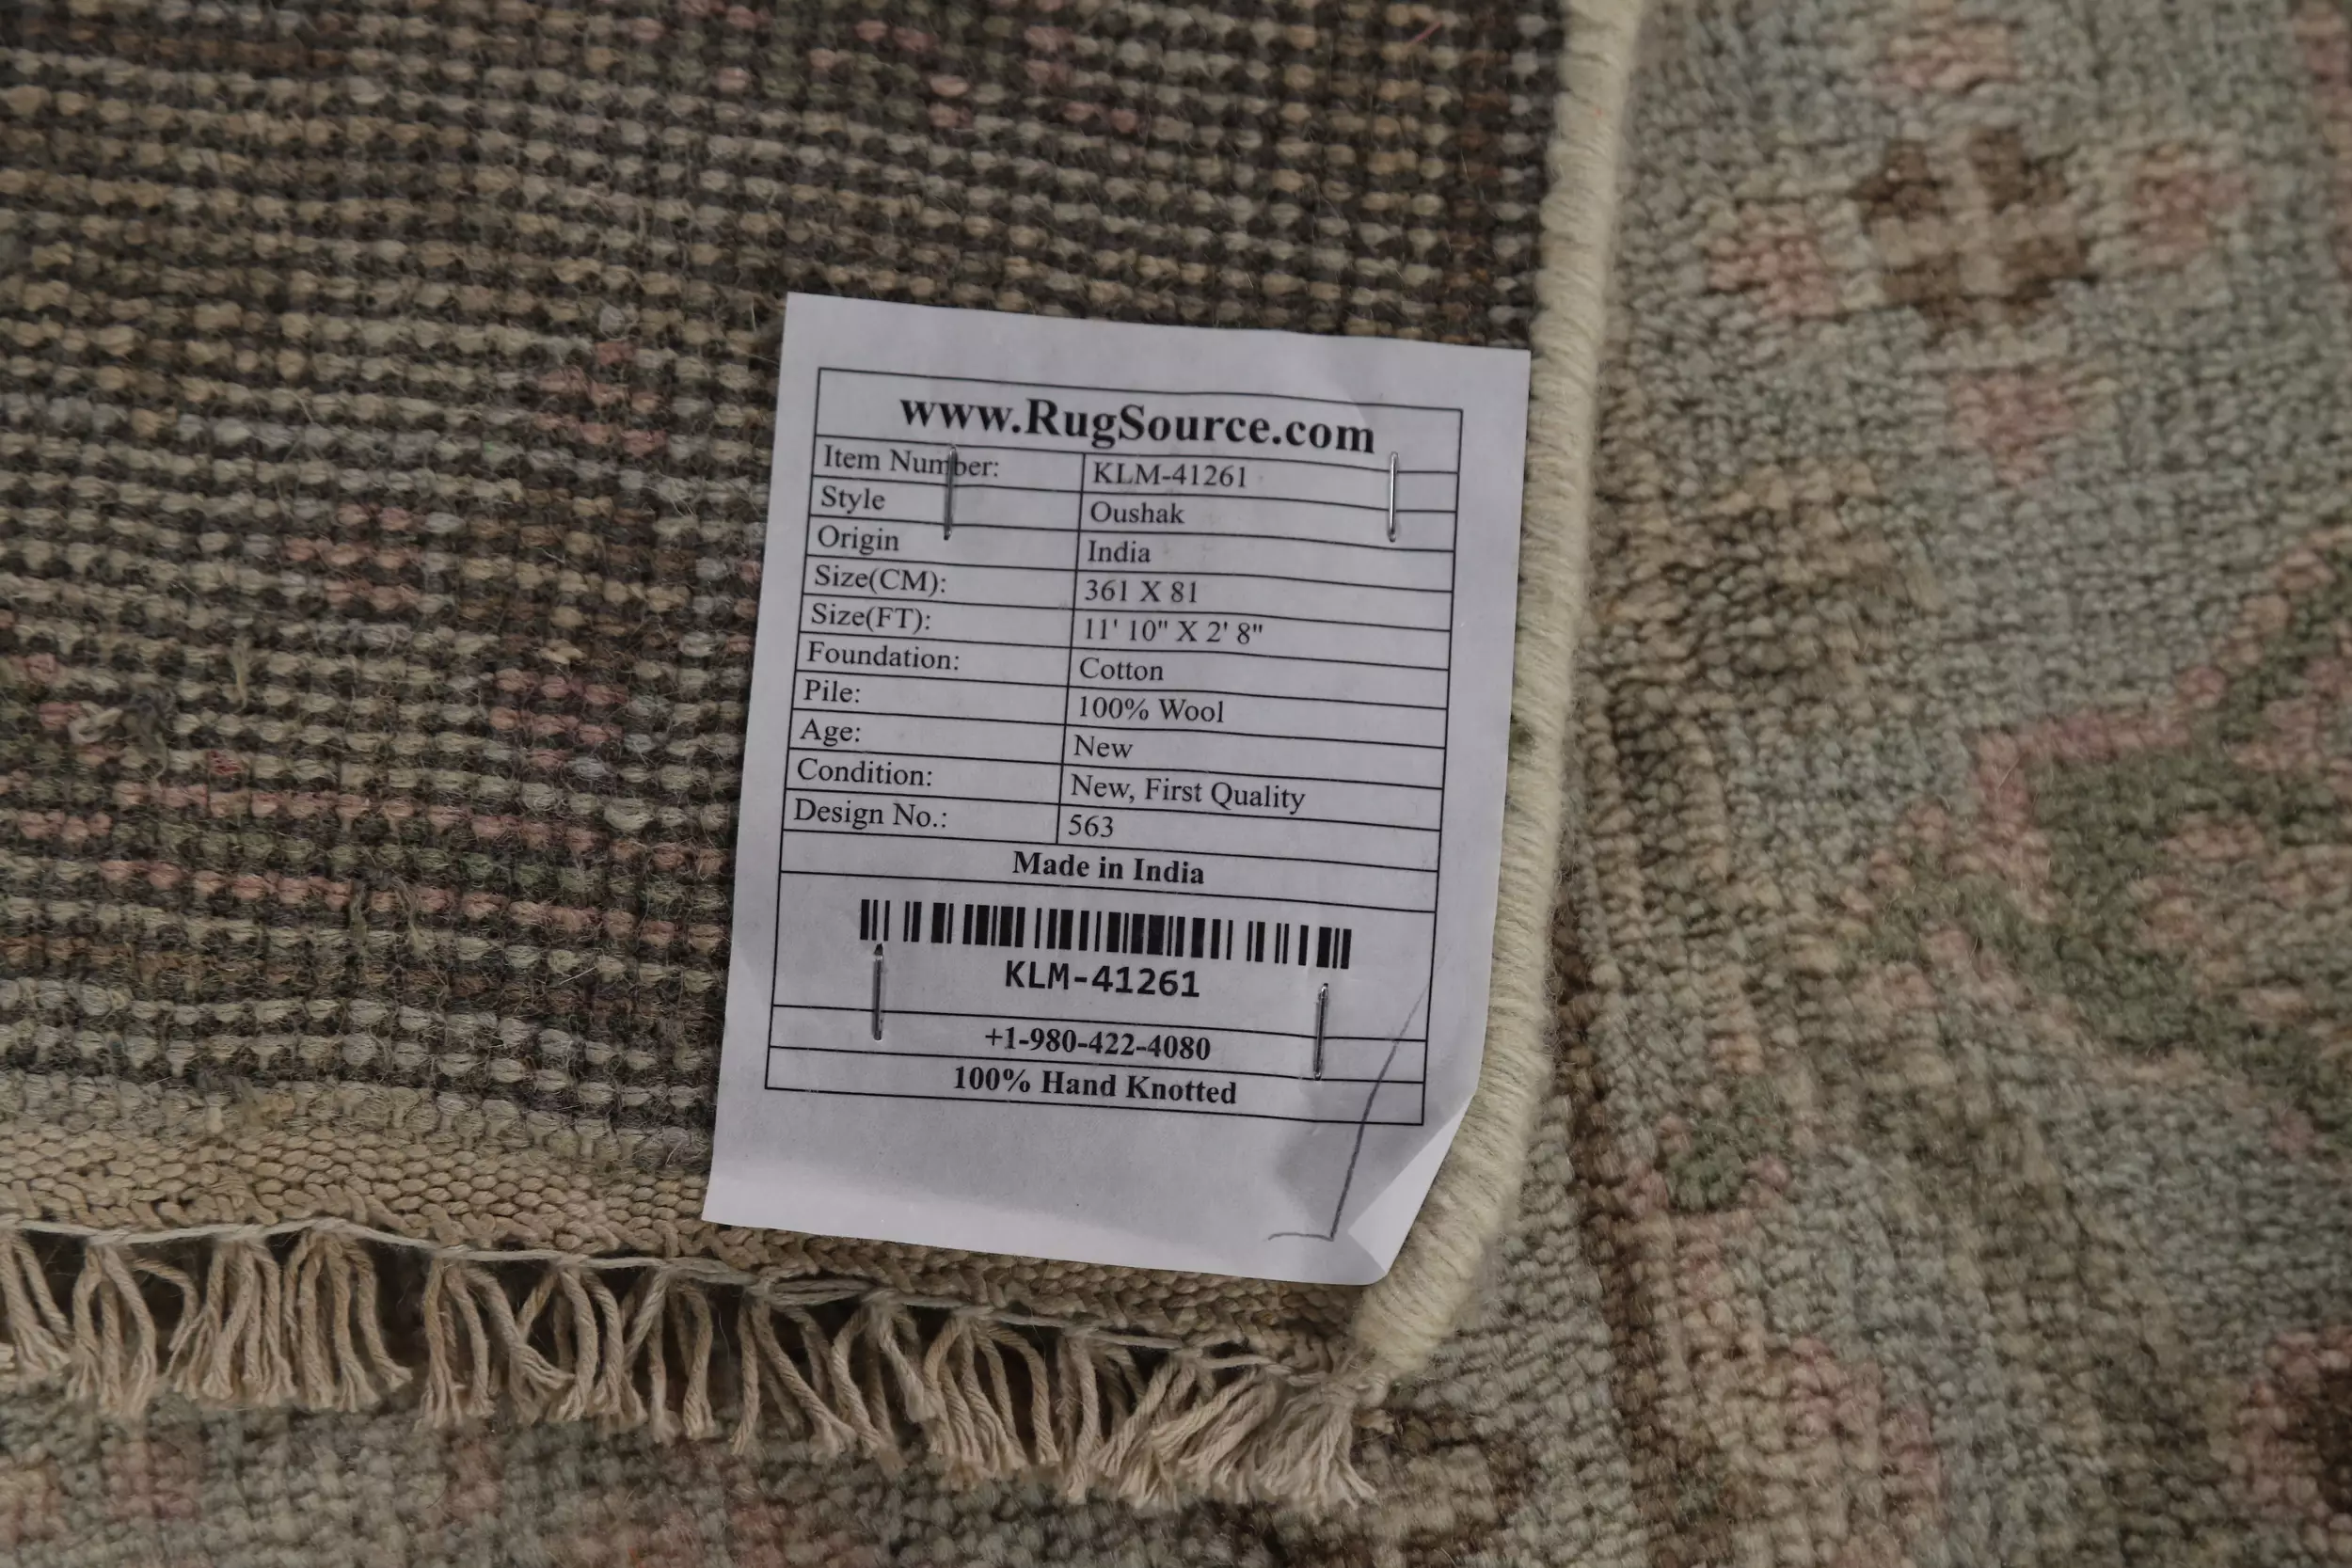 www.RugSource.com
Item Number: KLM-41261
Style Oushak
Origin India
Size(CM): 361 X 81
Size(FT): 11' 10" X 2' 8"
Foundation: Cotton
Pile: 100% Wool
Age: New
Condition: New, First Quality
Design No.: 563
Made in India
KLM-41261
+1-980-422-4080
100% Hand Knotted